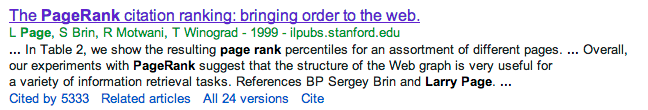 The PageRank citation ranking: bringing order to the web.
L Page, S Brin, R Motwani, T Winograd - 1999 - ilpubs.stanford.edu
... In Table 2, we show the resulting page rank percentiles for an assortment of different pages. ... Overall,
our experiments with PageRank suggest that the structure of the Web graph is very useful for
a variety of information retrieval tasks. References BP Sergey Brin and Larry Page. ...
Cited by 5333 Related articles All 24 versions Cite